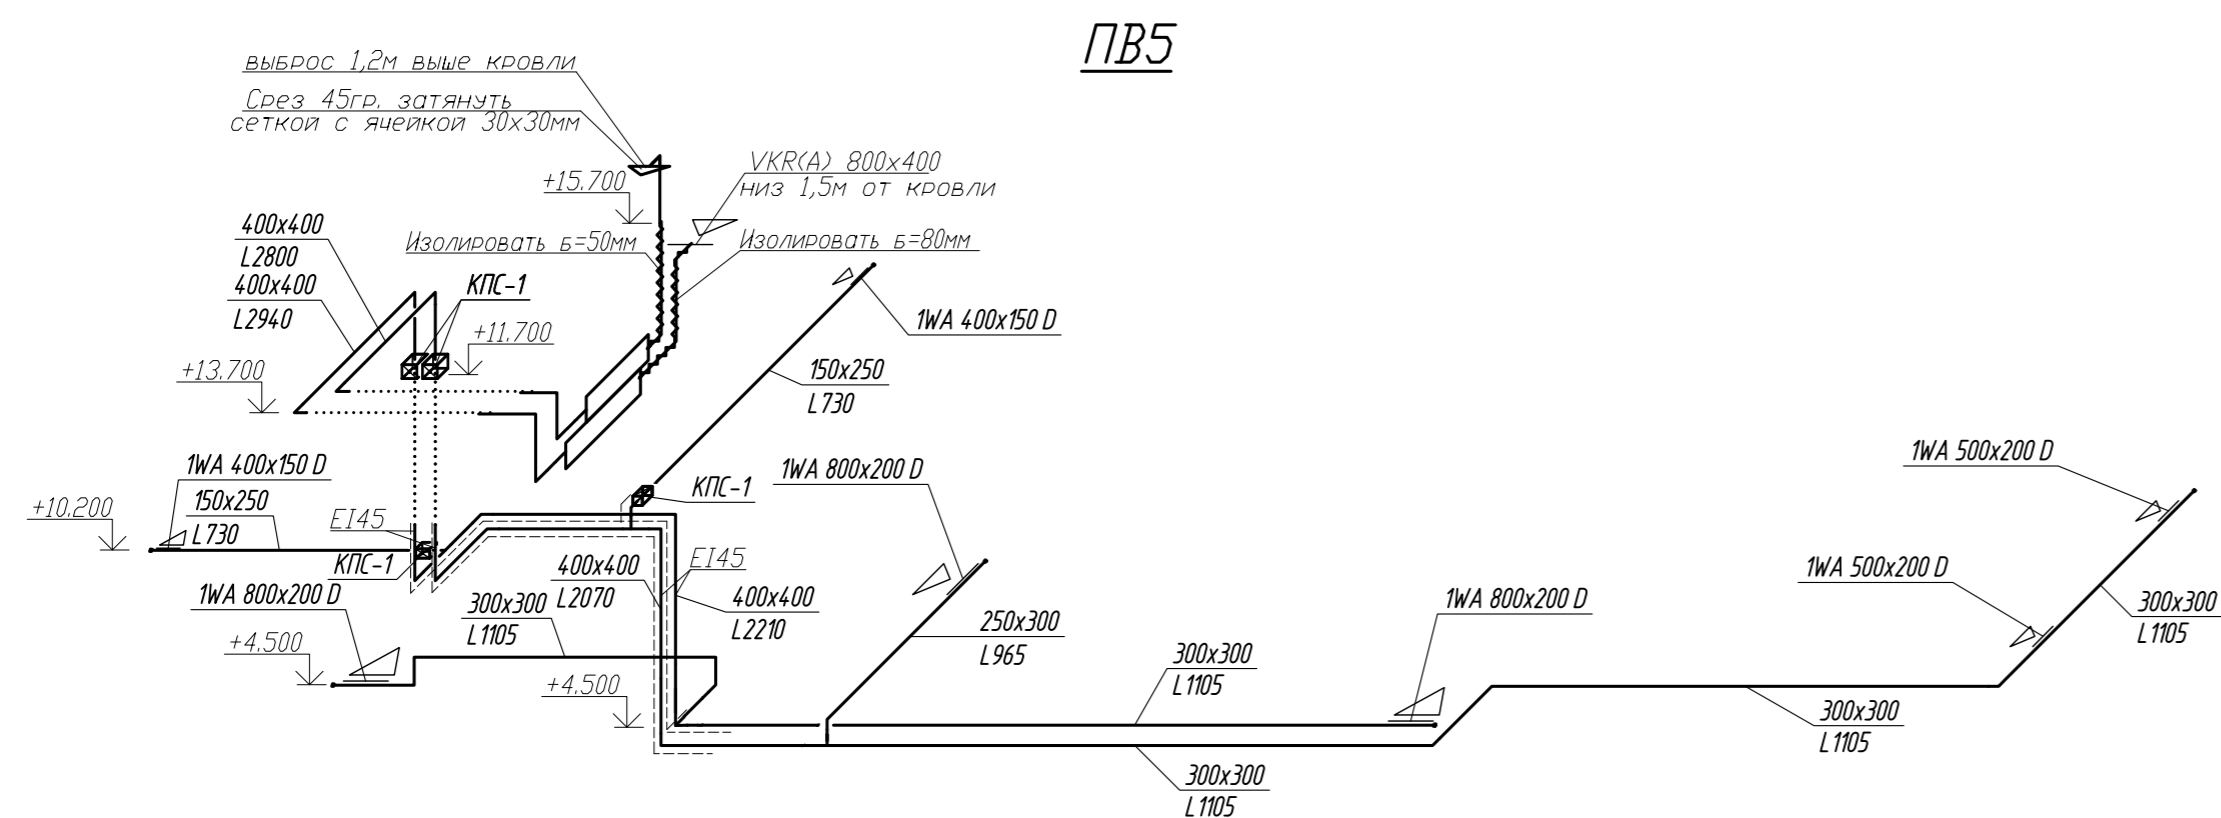 ПВ5
выброс 1,2м выше кровли
Срез 45гр. затянуть
сеткой с ячейкой 30х30мм
VKR(A) 800х400
низ 1,5м от кровли
+15.700
400х400
L2800
Изолировать б=50мм
Изолировать б=80мм
400х400
L2940
КПС-1
+11.700
1WA 400х150 D
+13.700
150х250
L730
1WA 400х150 D
150х250
L730
+10.200
EI45
КПС-1
КПС-1
1WA 800х200 D
1WA 500х200 D
1WA 800х200 D
+4.500
300х300
L1105
400х400
L2070
EI45
400х400
L2210
+4.500
250х300
L965
300х300
L1105
1WA 800х200 D
1WA 500х200 D
300х300
L1105
300х300
L1105
300х300
L1105